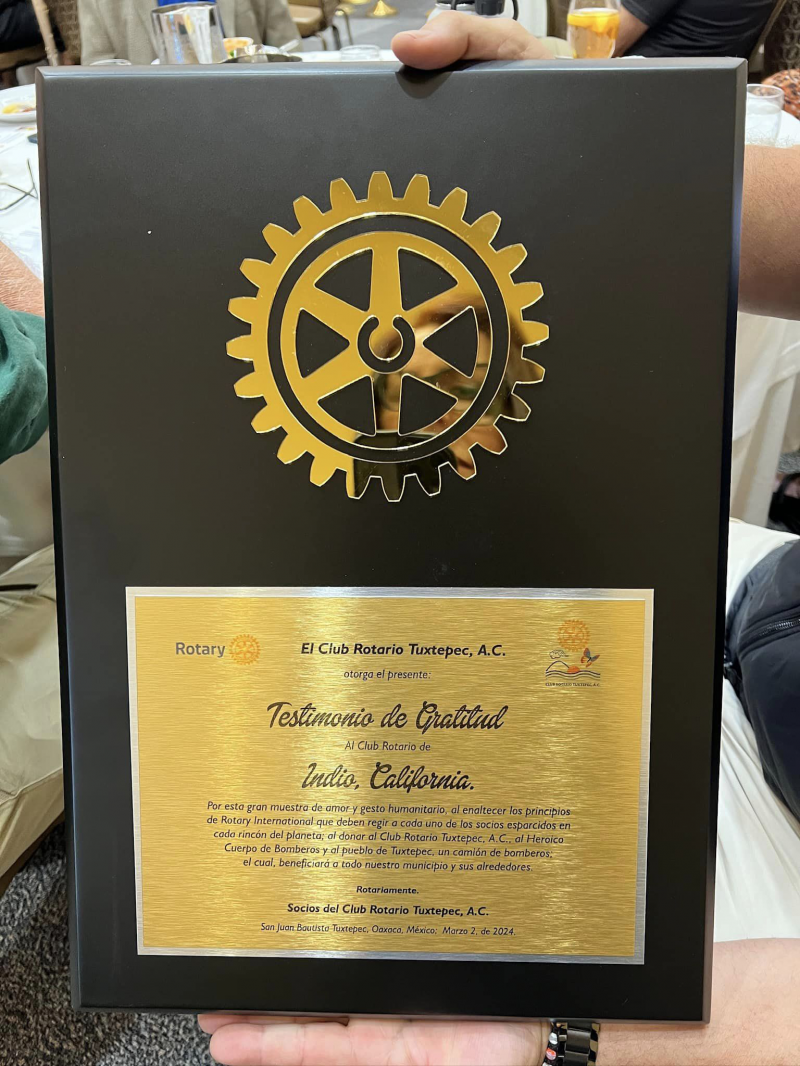 Rotary
El Club Rotario Tuxtepec, A.C.
otorga el presente:
CLUB ROTARIO TUXTEPEC, A.C.
Testimonio de Gratitud
Al Club Rotario de
Indio, California.
Por esta gran muestra de amor y gesto humanitario, al enaltecer los principios
de Rotary International que deben regir a cada uno de los socios esparcidos en
cada rincón del planeta; al donar al Club Rotario Tuxtepec, A.C., al Heroico
Cuerpo de Bomberos y al pueblo de Tuxtepec, un camión de bomberos;
el cual, beneficiará a todo nuestro municipio y sus alrededores.
Rotariamente.
Socios del Club Rotario Tuxtepec, A.C.
San Juan Bautista Tuxtepec, Oaxaca, México; Marzo 2, de 2024.